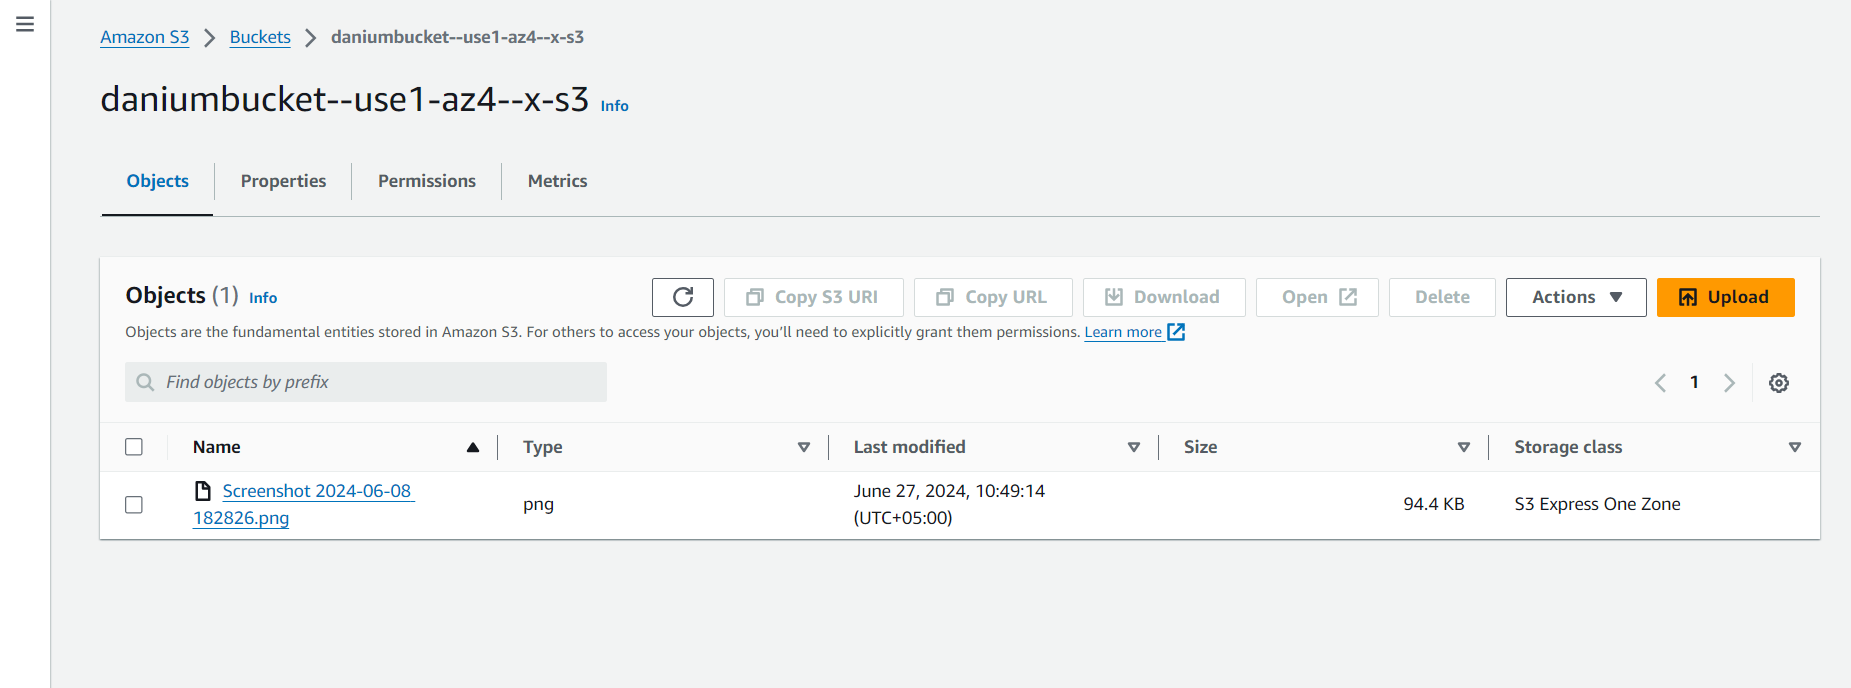 Amazon S3 Buckets daniumbucket--use1-az4--x-s3
daniumbucket--use1-az4--x-s3 Info
Objects Properties Permissions Metrics
Objects (1) Info Copy S3 URI Copy URL Download Open Delete Actions Upload
Objects are the fundamental entities stored in Amazon S3. For others to access your objects, you’ll need to explicitly grant them permissions. Learn more
Find objects by prefix 1
Name Type Last modified Size Storage class
Screenshot 2024-06-08
182826.png
png
June 27, 2024, 10:49:14
(UTC+05:00)
94.4 KB
S3 Express One Zone